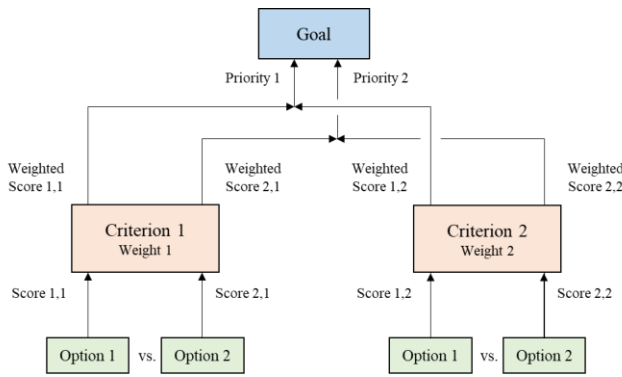 Goal
Priority 1
Priority 2
Weighted
Score 1,1
Weighted
Score 2,1
Weighted
Score 1,2
Weighted
Score 2,2
Criterion 1
Weight 1
Criterion 2
Weight 2
Score 1,1
Score 2,1
Score 1,2
Score 2,2
Option 1 vs. Option 2
Option 1 vs. Option 2